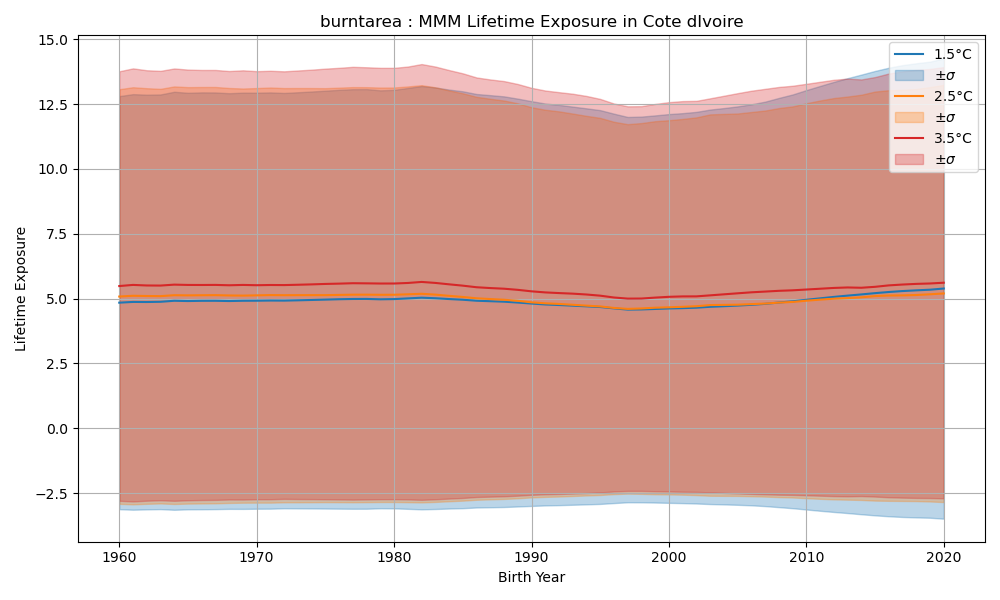 burntarea : MMM Lifetime Exposure in Cote dIvoire
15.0
12.5
10.0
7.5
5.0
2.5
0.0
−2.5
Lifetime Exposure
1.5°C
±σ
2.5°C
±σ
3.5°C
±σ
1960
1970
1980
1990
2000
2010
2020
Birth Year